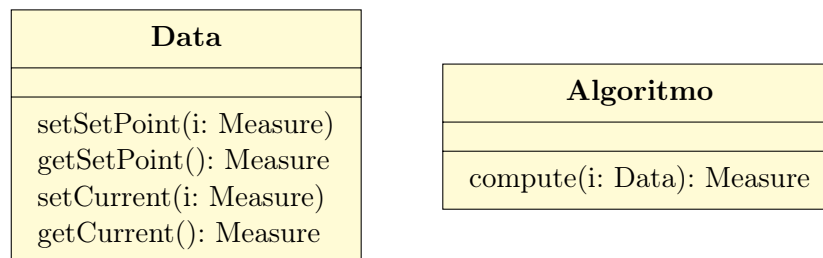 Data
setSetPoint(i: Measure)
getSetPoint(): Measure
setCurrent(i: Measure)
getCurrent(): Measure
Algoritmo
compute(i: Data): Measure